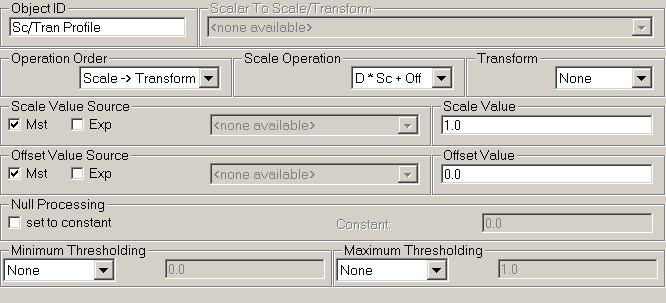 Object ID Scalar To Scale/Transform
Sc/Tran Profile <none available>
Operation Order Scale Operation Transform
Scale -> Transform D * Sc + Off None
Scale Value Source Scale Value
Mst Exp <none available> 1.0
Offset Value Source Offset Value
Mst Exp <none available> 0.0
Null Processing
set to constant Constant: 0.0
Minimum Thresholding Maximum Thresholding
None 0.0 None 1.0